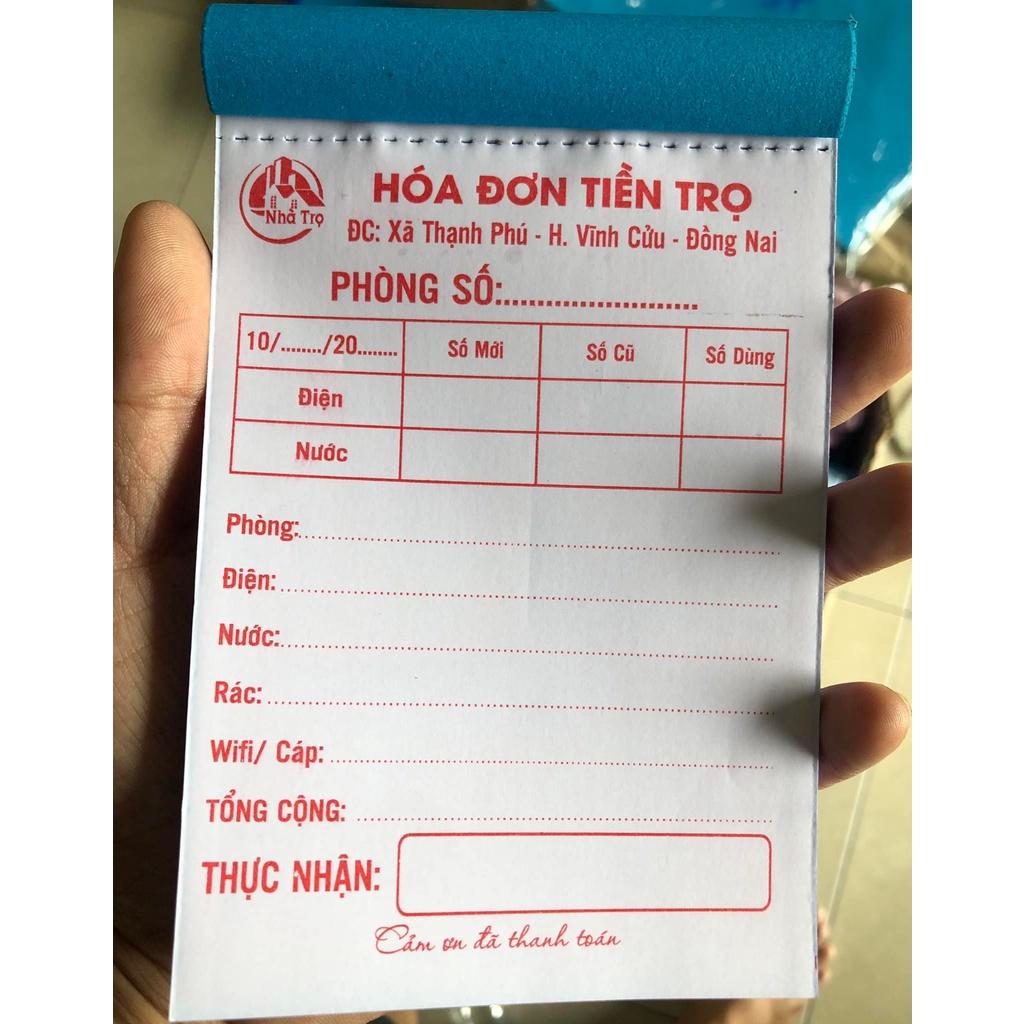 Nhà Trọ
HÓA ĐƠN TIỀN TRỌ
ĐC: Xã Thạnh Phú - H. Vĩnh Cửu - Đồng Nai
PHÒNG SỐ:........................
10/......../20........ Số Mới Số Cũ Số Dùng
Điện
Nước
Phòng:
Điện:
Nước:
Rác:
Wifi/ Cáp:
TỔNG CỘNG:
THỰC NHẬN:
Cảm ơn đã thanh toán